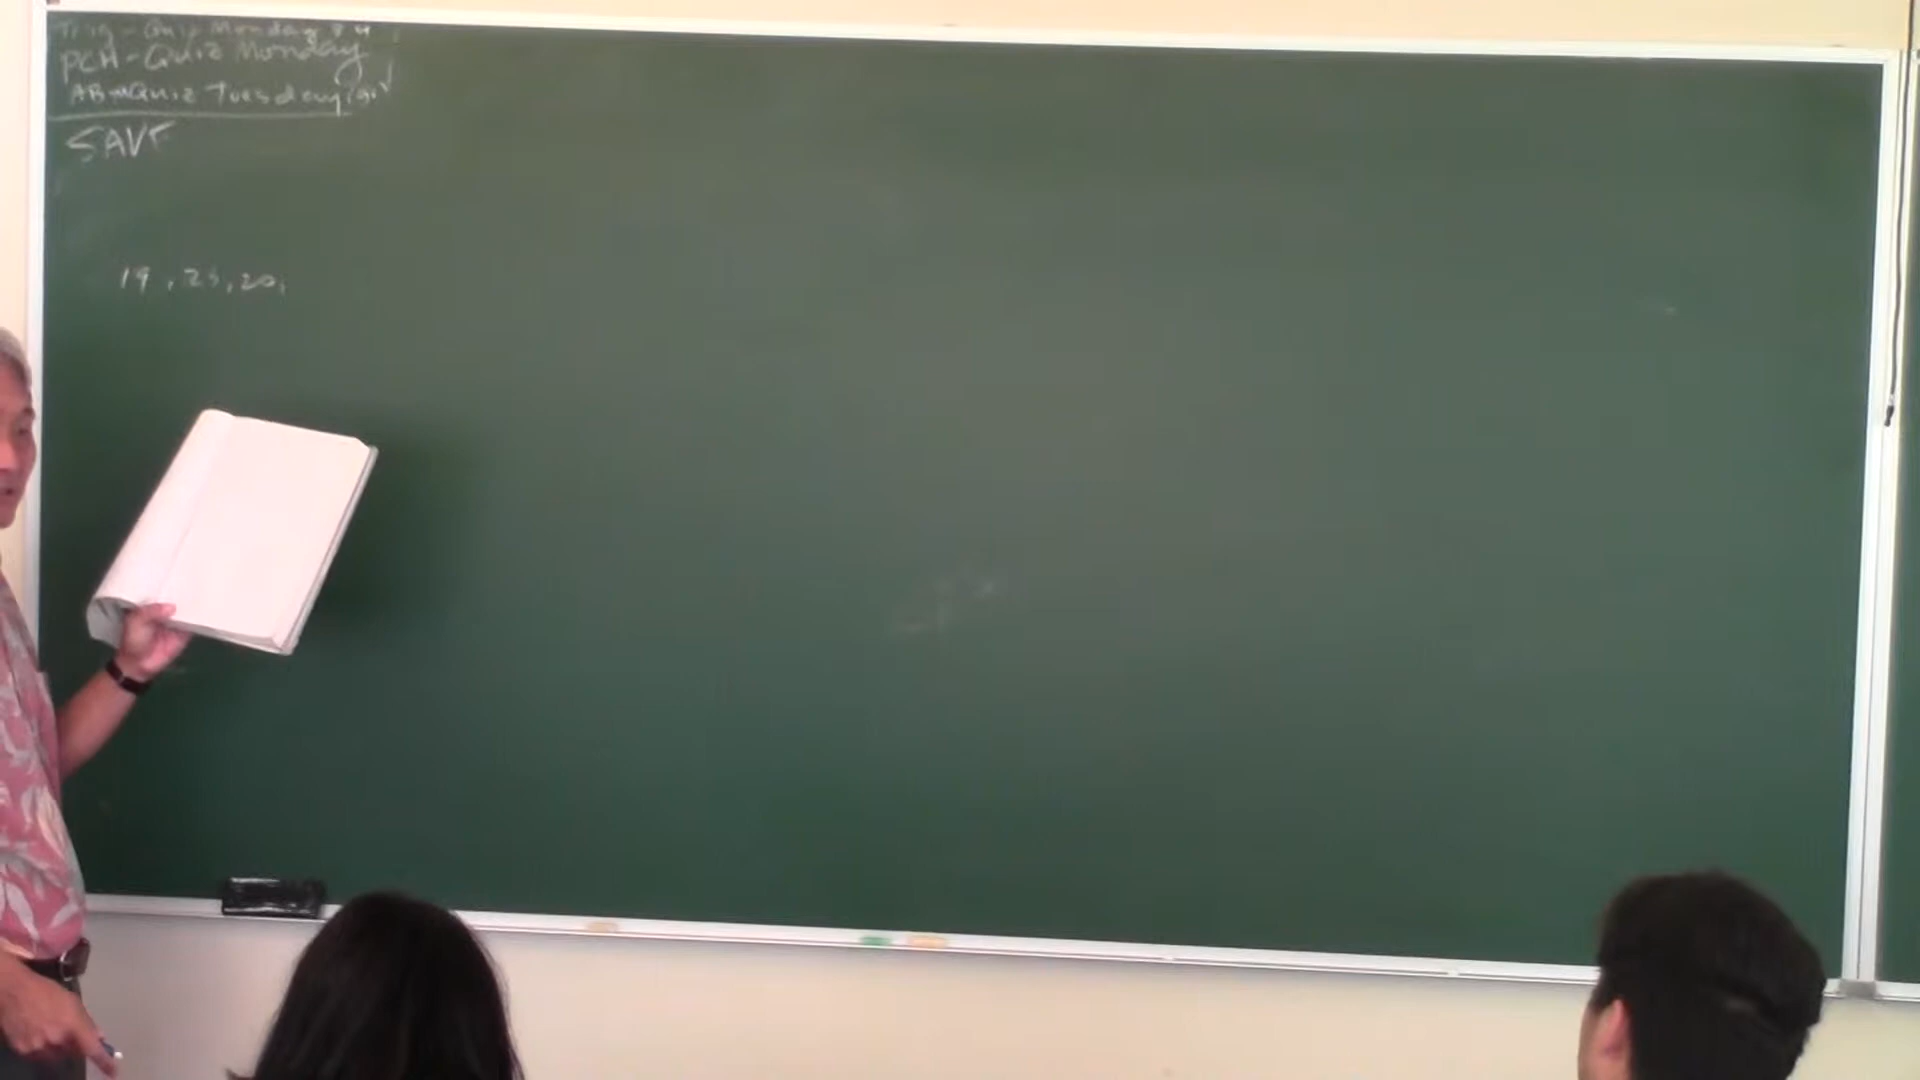 Trig - Quiz Monday
PCH - Quiz Monday
AB - Quiz Tuesday
SAVE
19, 23, 20,